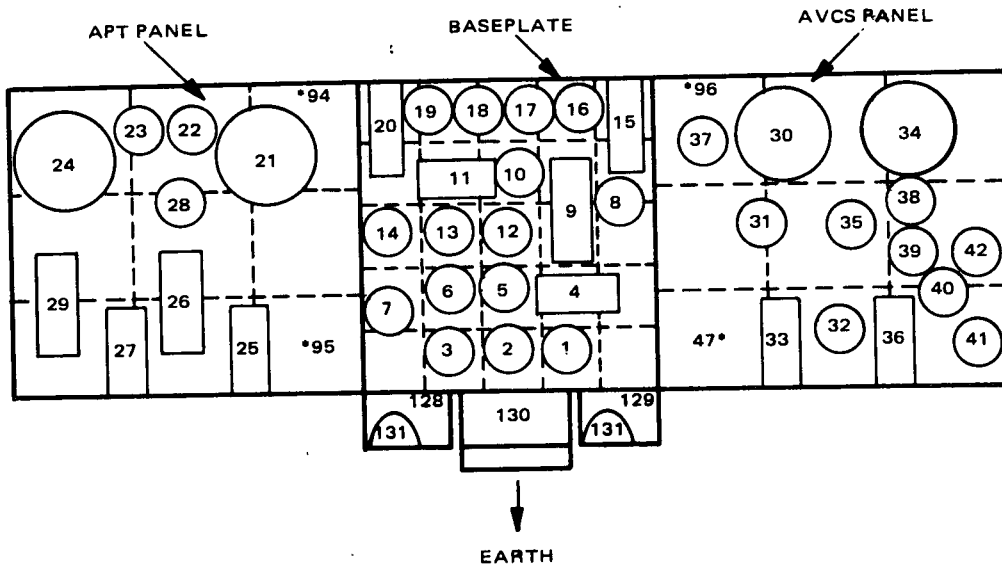 APT PANEL BASEPLATE AVCS PANEL
*94 *96
20 19 18 17 16 15
24 23 22 21 37 30 34
11 10
28 9 8 38
14 13 12 31 35
39 42
29 26 7 6 5 4 40
27 25 *95 3 2 1 47* 33 32 36 41
128 129
131 130 131
EARTH